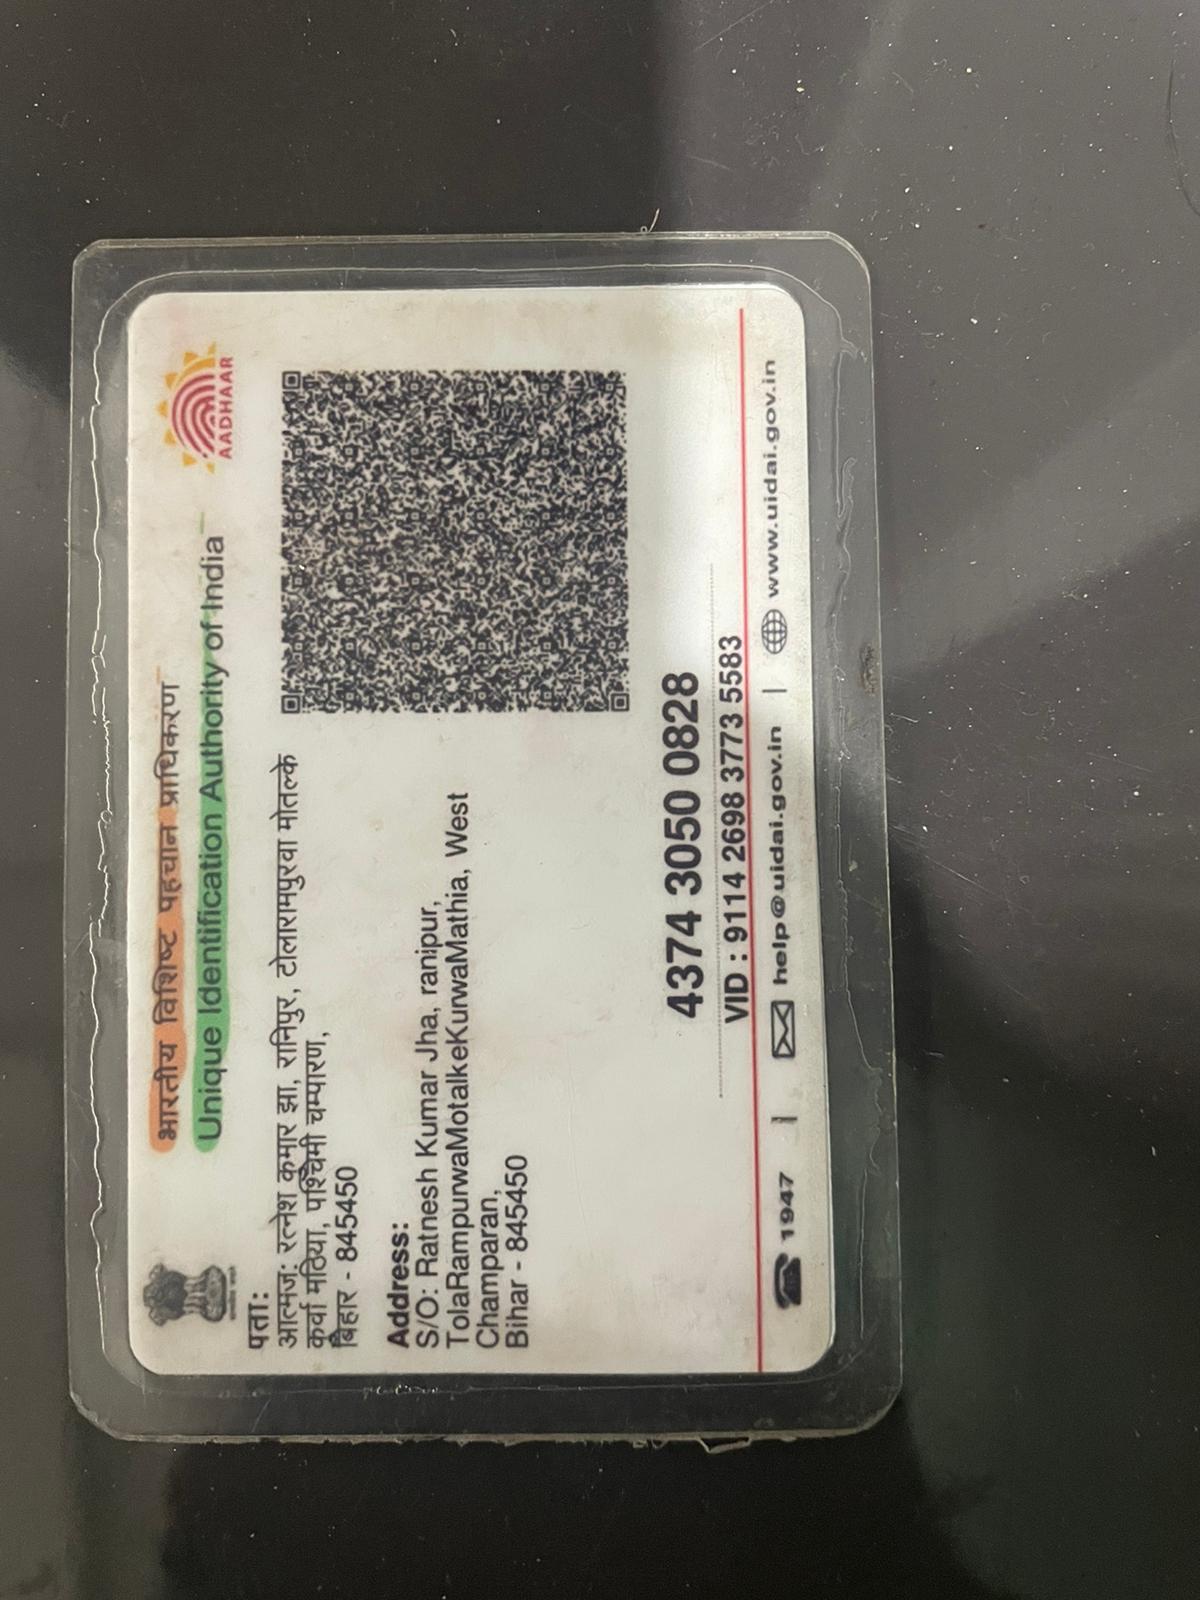 भारतीय विशिष्ट पहचान प्राधिकरण
Unique Identification Authority of India
AADHAAR
पता:
आत्मज: रत्नेश कुमार झा, रानिपुर, टोलारामपुरवा मोतल्के
कुर्वा मठिया, पश्चिमी चम्पारण,
बिहार - 845450
Address:
S/O: Ratnesh Kumar Jha, ranipur,
TolaRampurwaMotalkeKurwaMathia, West
Champaran,
Bihar - 845450
4374 3050 0828
VID : 9114 2698 3773 5583
1947 | help@uidai.gov.in | www.uidai.gov.in